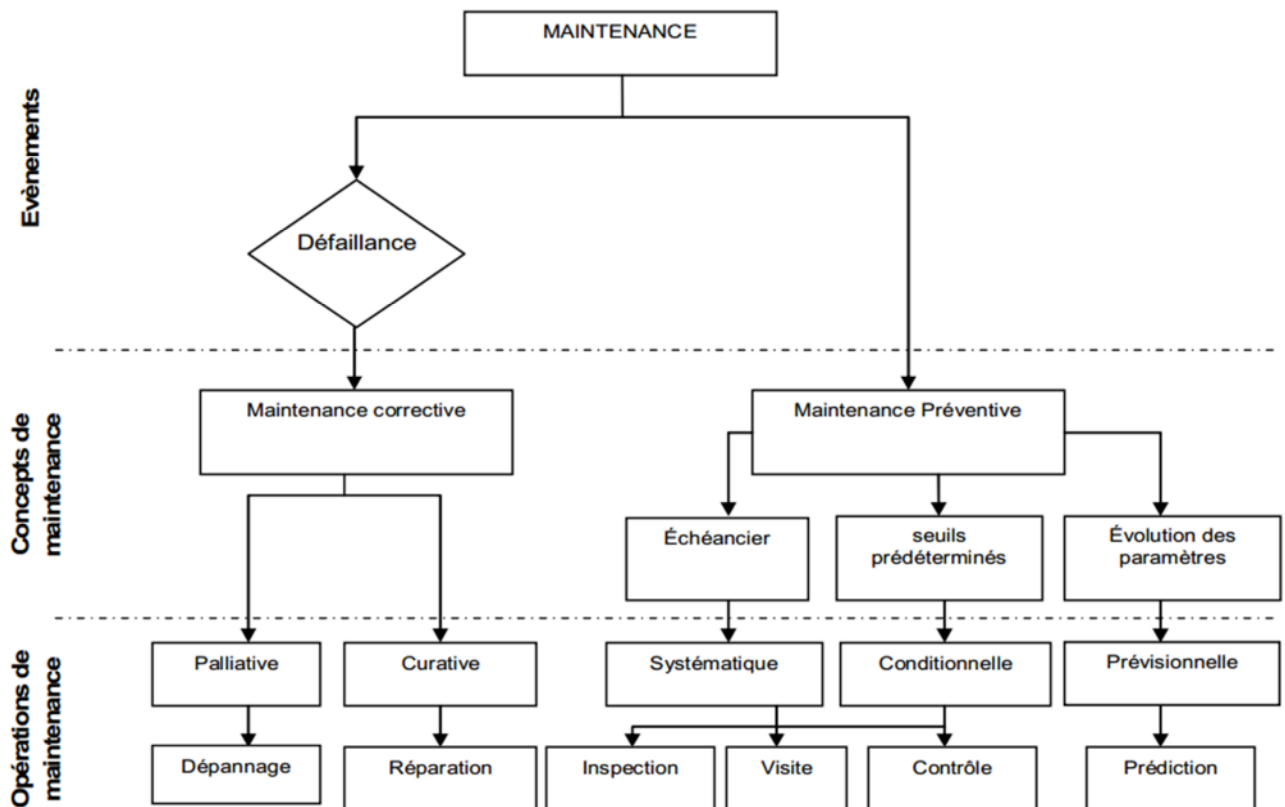 MAINTENANCE
Evènements
Défaillance
Concepts de
maintenance
Maintenance corrective
Maintenance Préventive
Échéancier
seuils
prédéterminés
Évolution des
paramètres
Opérations de
maintenance
Palliative
Curative
Systématique
Conditionnelle
Prévisionnelle
Dépannage
Réparation
Inspection
Visite
Contrôle
Prédiction